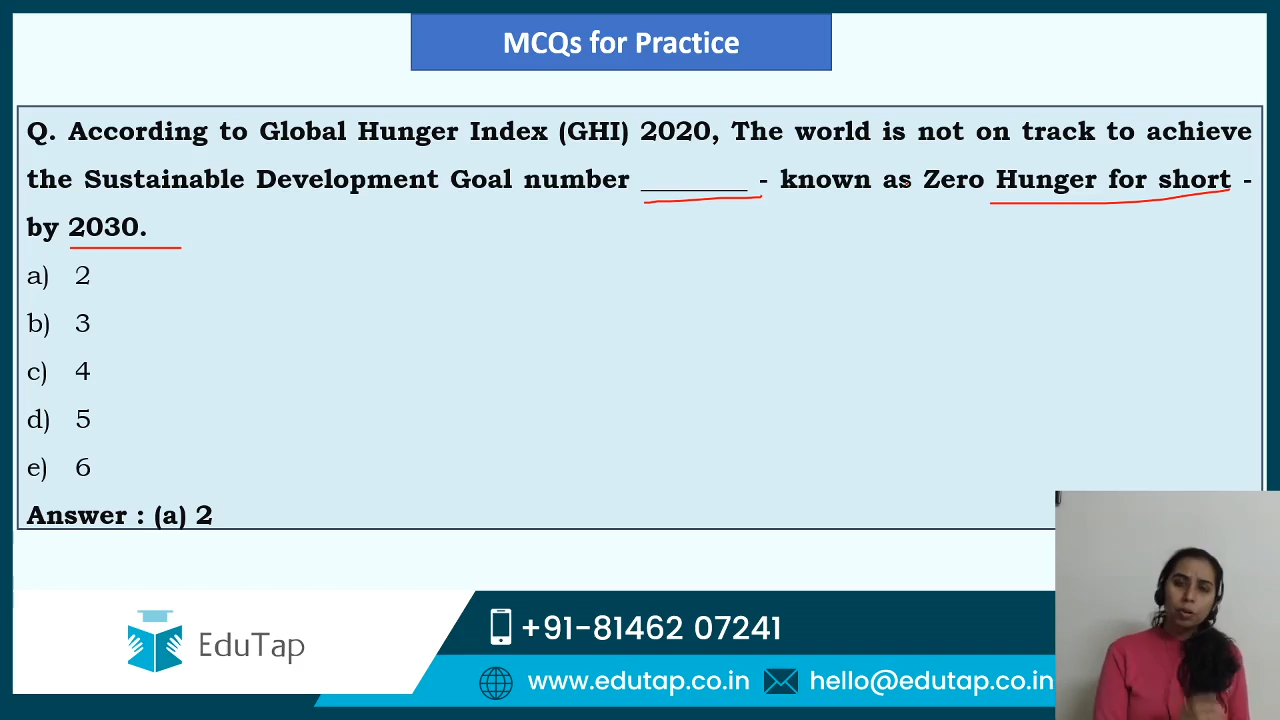 MCQs for Practice
Q. According to Global Hunger Index (GHI) 2020, The world is not on track to achieve
the Sustainable Development Goal number ________ - known as Zero Hunger for short -
by 2030.
a) 2
b) 3
c) 4
d) 5
e) 6
Answer : (a) 2
EduTap
+91-81462 07241
www.edutap.co.in hello@edutap.co.in